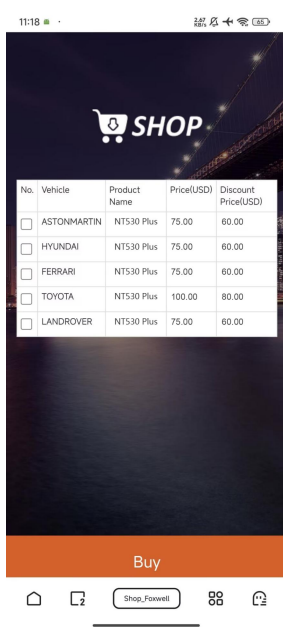 11:18
2.67 KB/s 65
SHOP
No. Vehicle Product Name Price(USD) Discount Price(USD)
ASTONMARTIN NT530 Plus 75.00 60.00
HYUNDAI NT530 Plus 75.00 60.00
FERRARI NT530 Plus 75.00 60.00
TOYOTA NT530 Plus 100.00 80.00
LANDROVER NT530 Plus 75.00 60.00
Buy
2
Shop_Foxwell